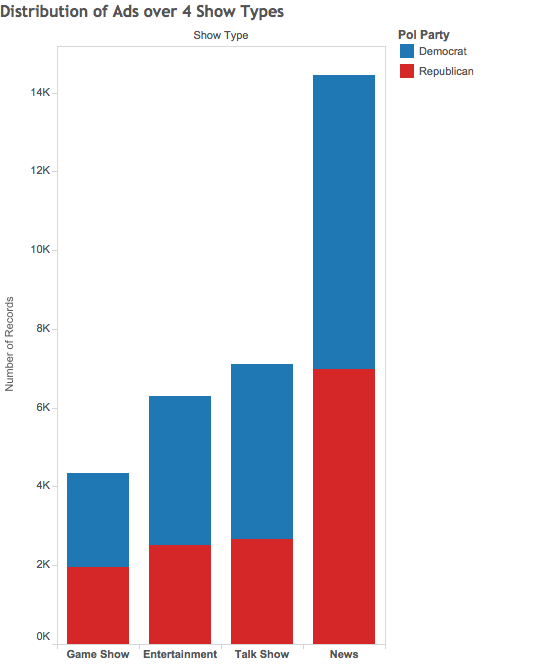 Distribution of Ads over 4 Show Types
Show Type
Pol Party
Democrat
Republican
Number of Records
14K
12K
10K
8K
6K
4K
2K
0K
Game Show
Entertainment
Talk Show
News